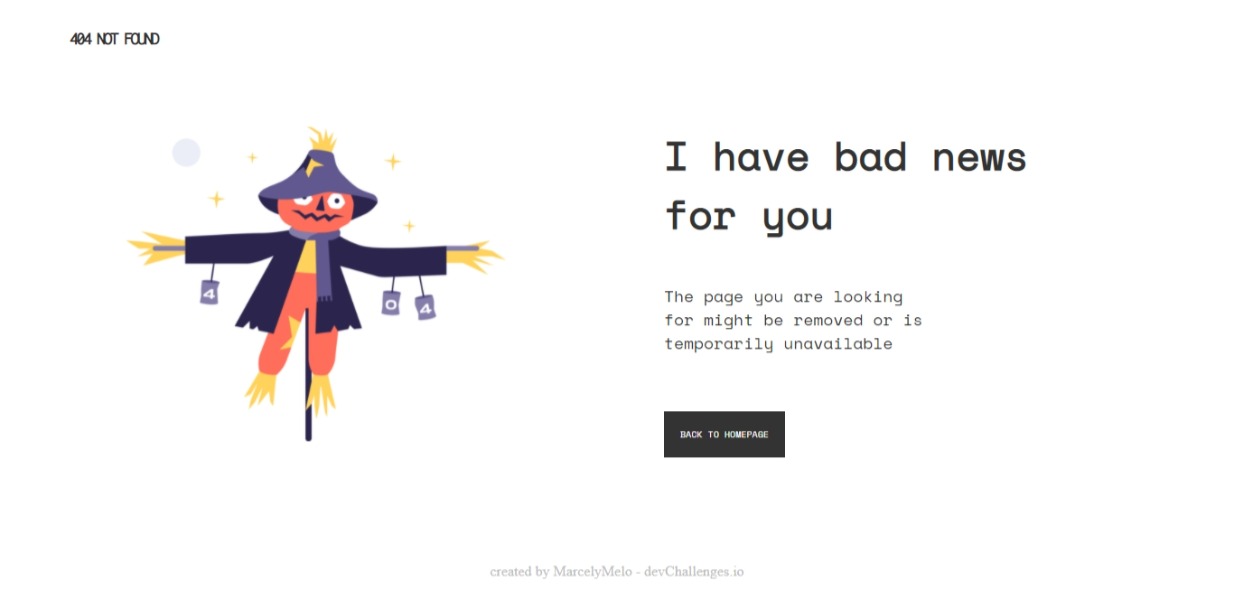 404 NOT FOUND
4
0
4
I have bad news
for you
The page you are looking
for might be removed or is
temporarily unavailable
BACK TO HOMEPAGE
created by MarcelyMelo - devChallenges.io